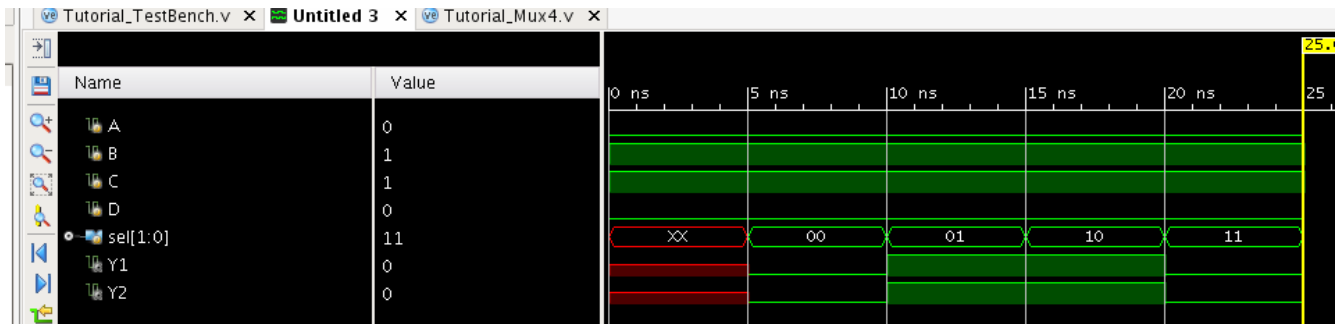 Tutorial_TestBench.v Untitled 3 Tutorial_Mux4.v
25.
Name Value
0 ns 5 ns 10 ns 15 ns 20 ns 25
A 0
B 1
C 1
D 0
sel[1:0] 11 XX 00 01 10 11
Y1 0
Y2 0